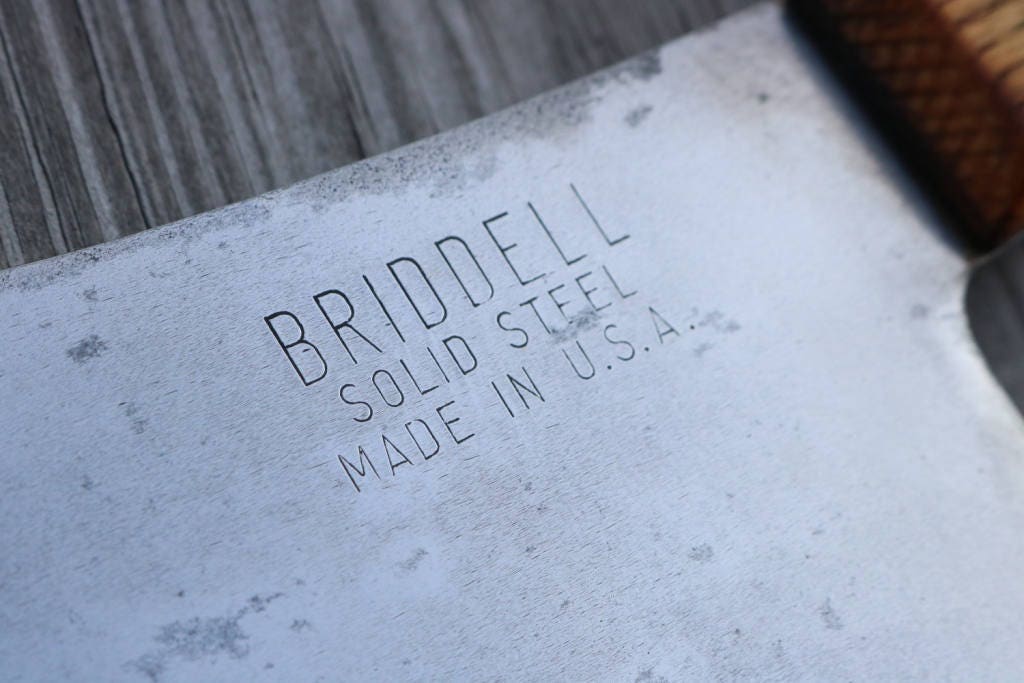 BRIDDELL
SOLID STEEL
MADE IN U.S.A.